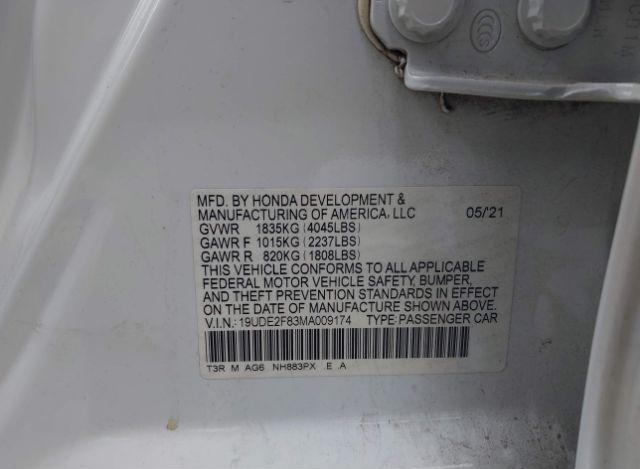 MFD. BY HONDA DEVELOPMENT &
MANUFACTURING OF AMERICA, LLC 05/'21
GVWR 1835KG (4045LBS)
GAWR F 1015KG (2237LBS)
GAWR R 820KG (1808LBS)
THIS VEHICLE CONFORMS TO ALL APPLICABLE
FEDERAL MOTOR VEHICLE SAFETY, BUMPER,
AND THEFT PREVENTION STANDARDS IN EFFECT
ON THE DATE OF MANUFACTURE SHOWN ABOVE.
V.I.N.: 19UDE2F83MA009174 TYPE: PASSENGER CAR
T3R M AG6 NH883PX .E .A